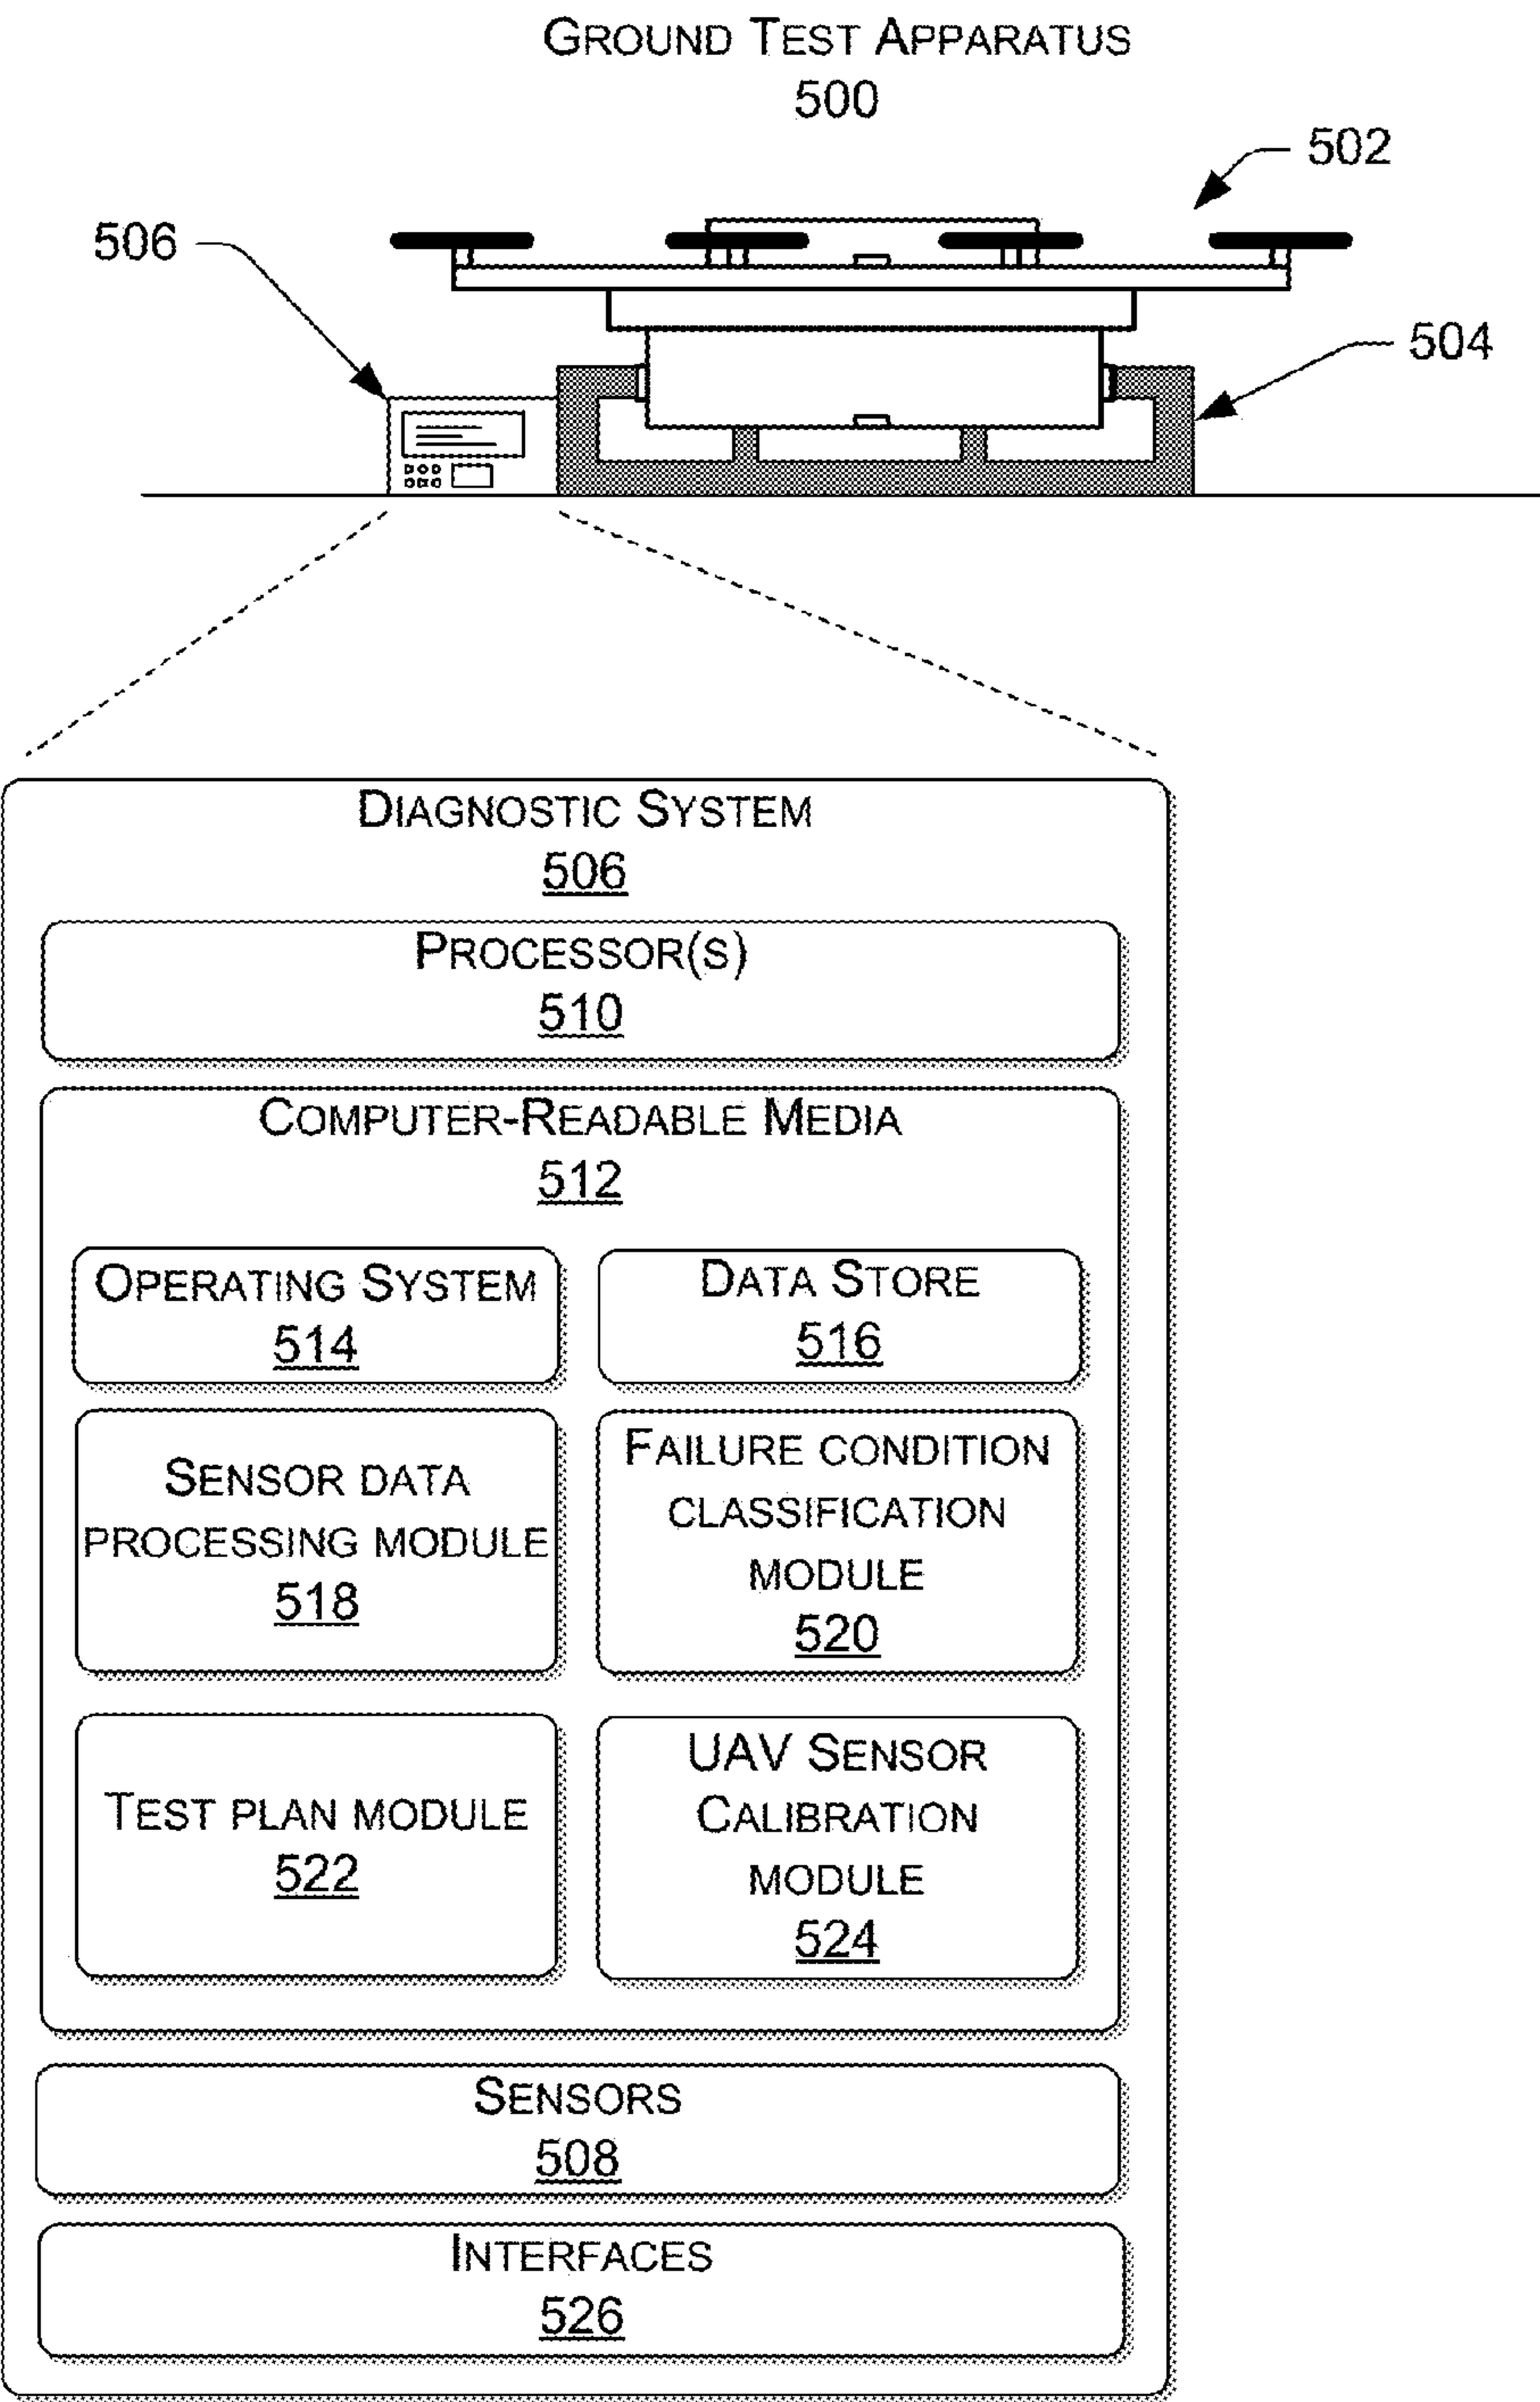 GROUND TEST APPARATUS
500
502
506
504
DIAGNOSTIC SYSTEM
506
PROCESSOR(S)
510
COMPUTER-READABLE MEDIA
512
OPERATING SYSTEM
514
DATA STORE
516
SENSOR DATA
PROCESSING MODULE
518
FAILURE CONDITION
CLASSIFICATION
MODULE
520
TEST PLAN MODULE
522
UAV SENSOR
CALIBRATION
MODULE
524
SENSORS
508
INTERFACES
526